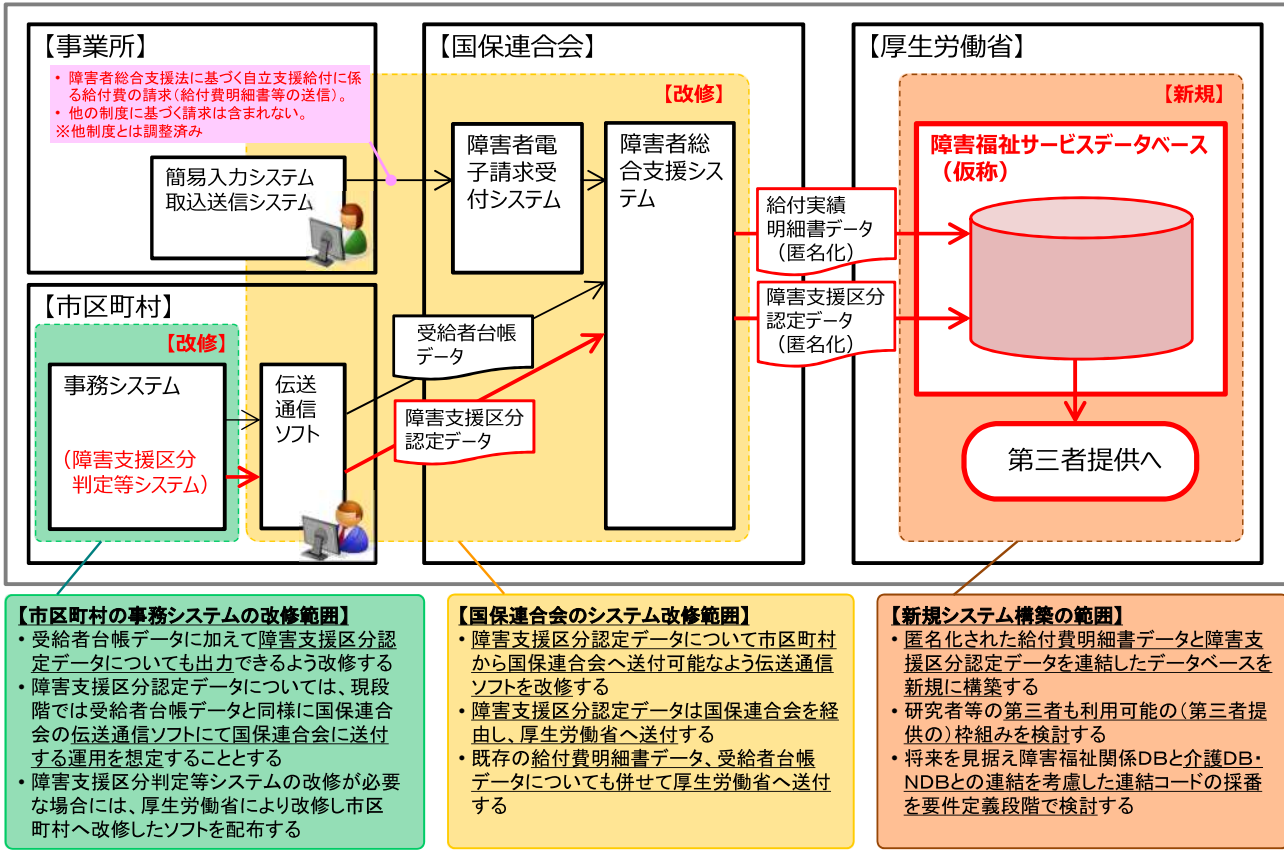 【事業所】
• 障害者総合支援法に基づく自立支援給付に係
る給付費の請求(給付費明細書等の送信)。
• 他の制度に基づく請求は含まれない。
※他制度とは調整済み
簡易入力システム
取込送信システム
【国保連合会】
【改修】
障害者電
子請求受
付システム
障害者総
合支援シス
テム
【厚生労働省】
【新規】
障害福祉サービスデータベース
(仮称)
給付実績
明細書データ
(匿名化)
障害支援区分
認定データ
(匿名化)
第三者提供へ
【市区町村】
【改修】
事務システム
(障害支援区分
判定等システム)
伝送
通信
ソフト
受給者台帳
データ
障害支援区分
認定データ
【市区町村の事務システムの改修範囲】
• 受給者台帳データに加えて障害支援区分認
定データについても出力できるよう改修する
• 障害支援区分認定データについては、現段
階では受給者台帳データと同様に国保連合
会の伝送通信ソフトにて国保連合会に送付
する運用を想定することとする
• 障害支援区分判定等システムの改修が必要
な場合には、厚生労働省により改修し市区
町村へ改修したソフトを配布する
【国保連合会のシステム改修範囲】
• 障害支援区分認定データについて市区町村
から国保連合会へ送付可能なよう伝送通信
ソフトを改修する
• 障害支援区分認定データは国保連合会を経
由し、厚生労働省へ送付する
• 既存の給付費明細書データ、受給者台帳
データについても併せて厚生労働省へ送付
する
【新規システム構築の範囲】
• 匿名化された給付費明細書データと障害支
援区分認定データを連結したデータベースを
新規に構築する
• 研究者等の第三者も利用可能の(第三者提
供の)枠組みを検討する
• 将来を見据え障害福祉関係DBと介護DB・
NDBとの連結を考慮した連結コードの採番
を要件定義段階で検討する